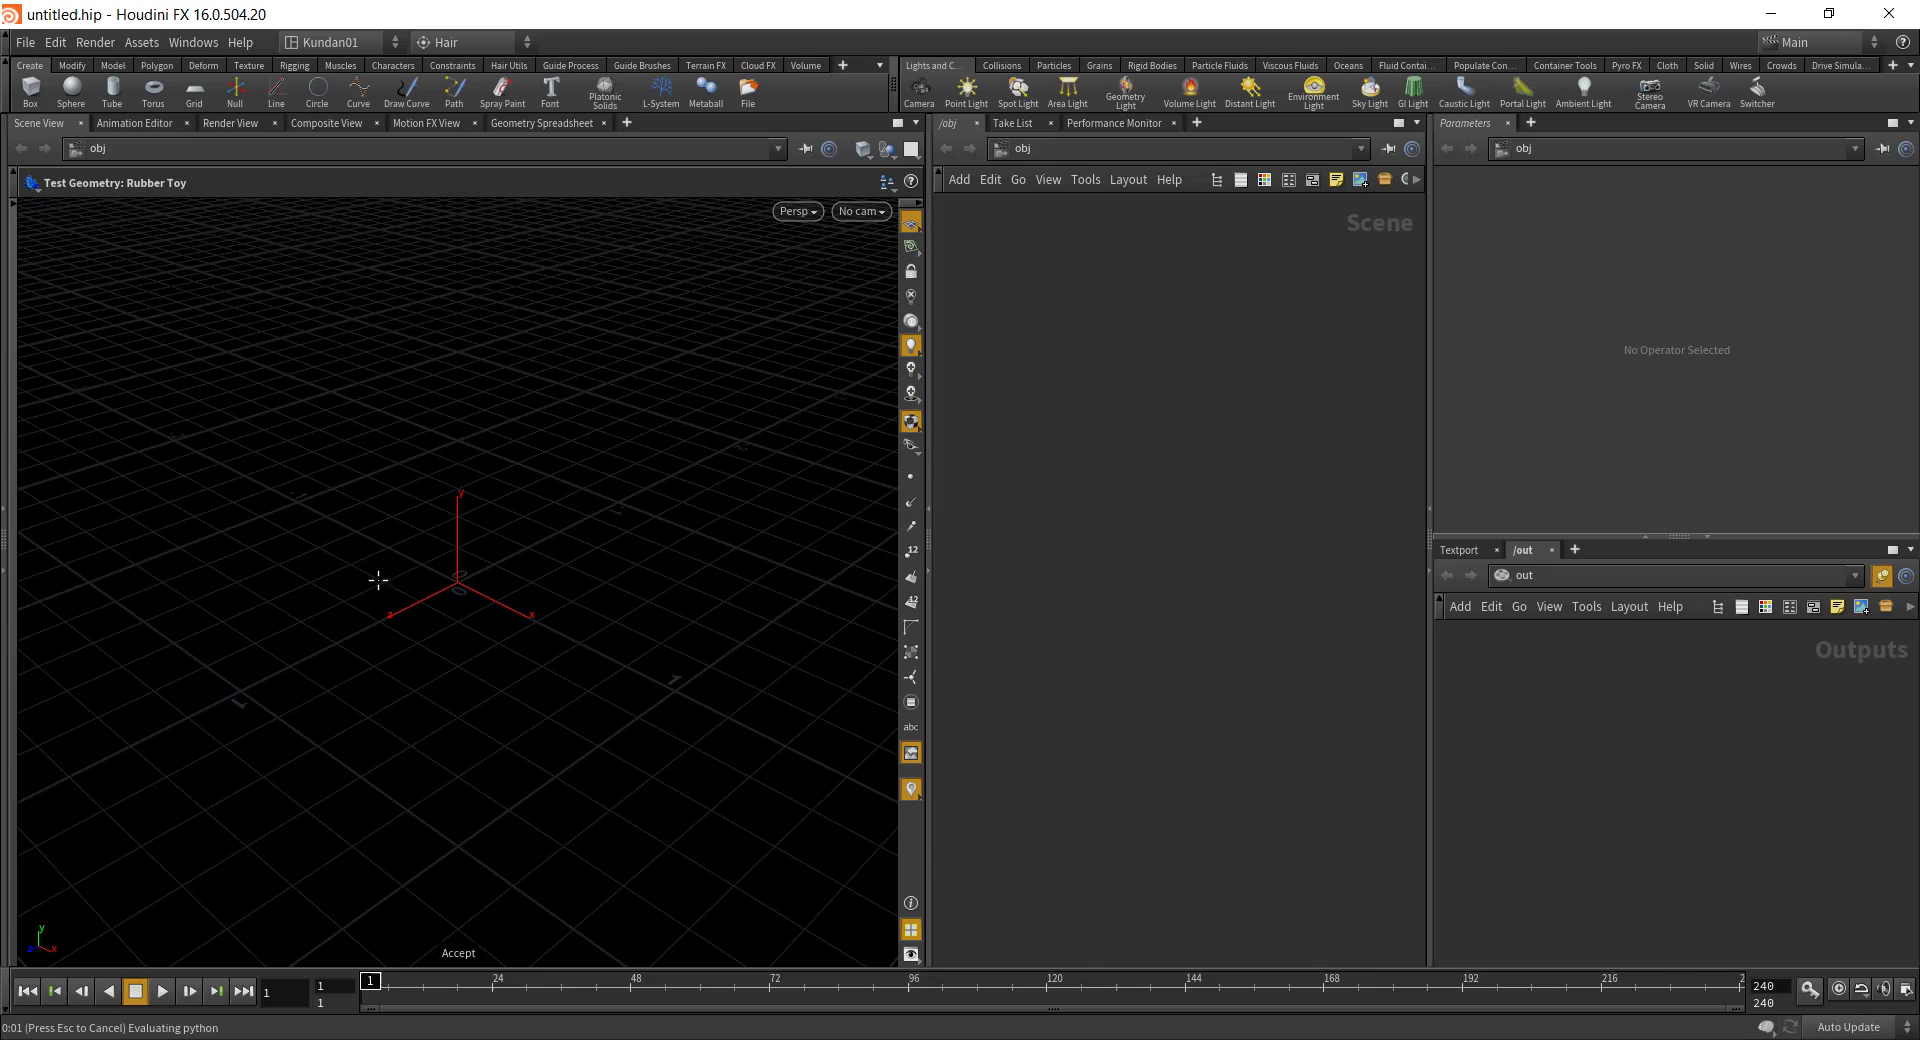 untitled.hip - Houdini FX 16.0.504.20
File Edit Render Assets Windows Help Kundan01 Hair Main
Create Modify Model Polygon Deform Texture Rigging Muscles Characters Constraints Hair Utils Guide Process Guide Brushes Terrain FX Cloud FX Volume
Box Sphere Tube Torus Grid Null Line Circle Curve Draw Curve Path Spray Paint Font Platonic Solids L-System Metaball File
Lights and C... Collisions Particles Grains Rigid Bodies Particle Fluids Viscous Fluids Oceans Fluid Contai... Populate Con... Container Tools Pyro FX Cloth Solid Wires Crowds Drive Simula...
Camera Point Light Spot Light Area Light Geometry Light Volume Light Distant Light Environment Light Sky Light GI Light Caustic Light Portal Light Ambient Light Stereo Camera VR Camera Switcher
Scene View Animation Editor Render View Composite View Motion FX View Geometry Spreadsheet
obj
Test Geometry: Rubber Toy
Persp No cam
y
z x
0
1 1
12
12
abc
y
z x
Accept
/obj Take List Performance Monitor
obj
Add Edit Go View Tools Layout Help
Scene
Parameters
obj
No Operator Selected
Textport /out
out
Add Edit Go View Tools Layout Help
Outputs
1 1 1 1 24 48 72 96 120 144 168 192 216 2 240 240
0:01 (Press Esc to Cancel) Evaluating python
Auto Update